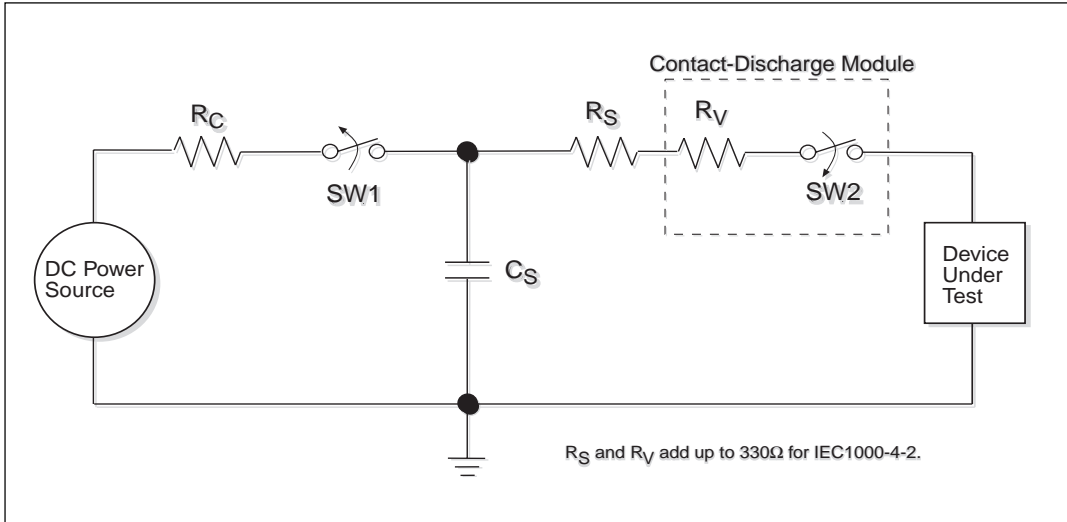 Contact-Discharge Module
RC
RS
RV
SW1
SW2
DC Power
Source
CS
Device
Under
Test
RS and RV add up to 330Ω for IEC1000-4-2.